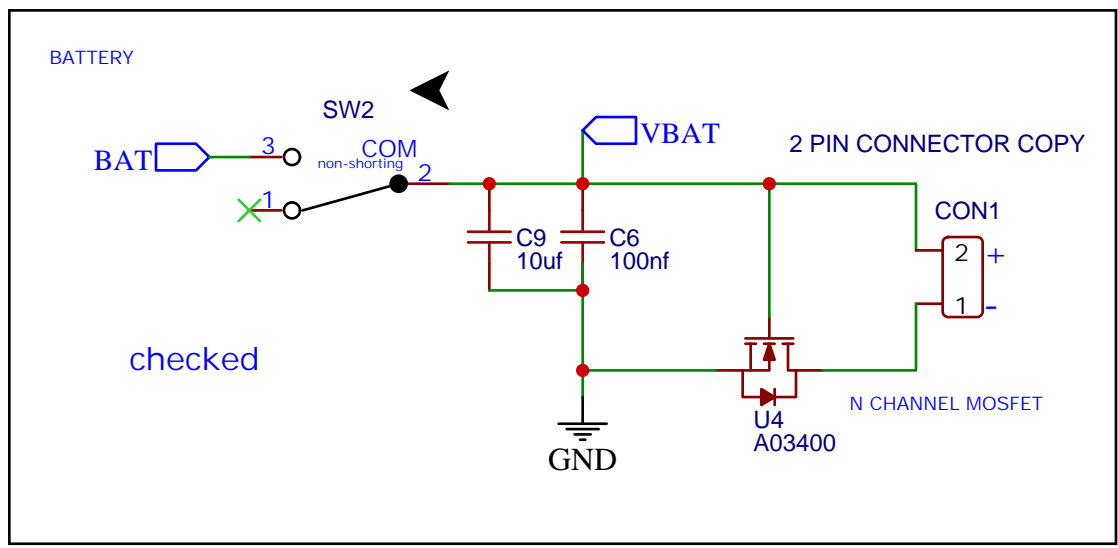 BATTERY
SW2
BAT
3
COM
non-shorting
2
1
VBAT
2 PIN CONNECTOR COPY
CON1
2
+
1
-
C9
10uf
C6
100nf
checked
N CHANNEL MOSFET
U4
A03400
GND